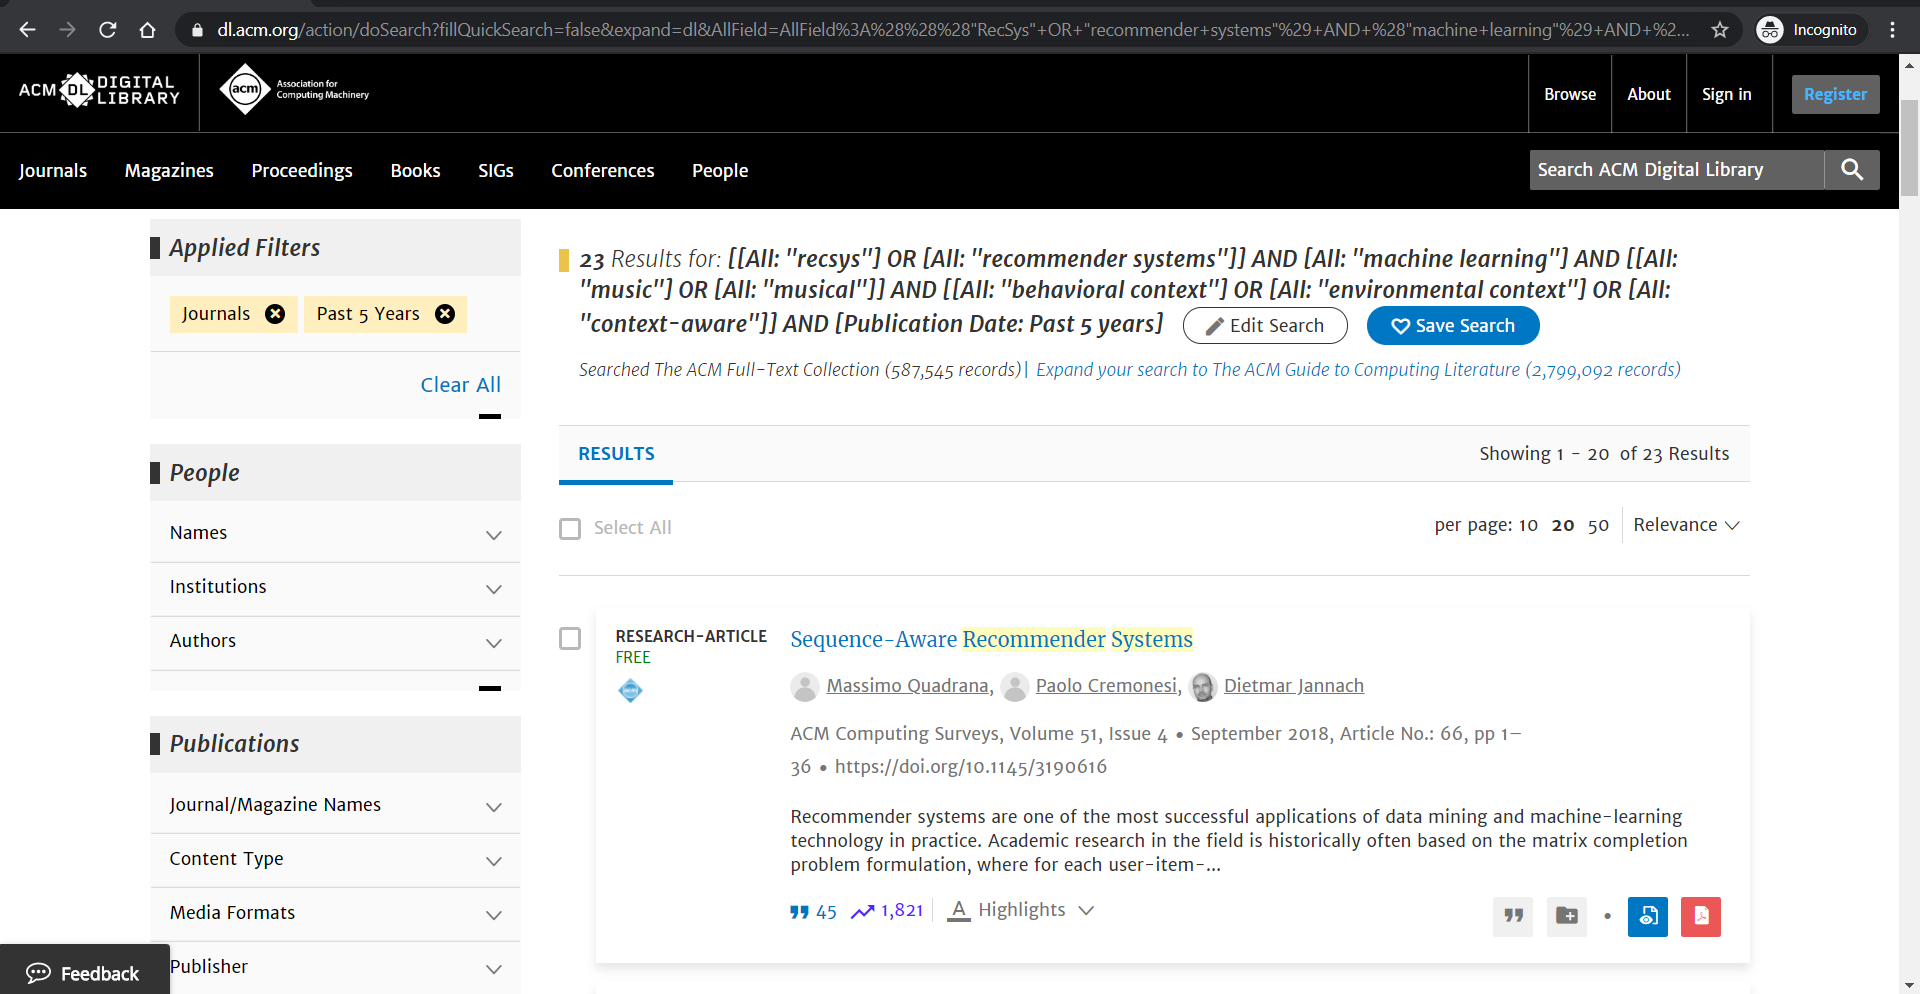 dl.acm.org/action/doSearch?fillQuickSearch=false&expand=dl&AllField=AllField%3A%28%28%28"RecSys"+OR+"recommender+systems"%29+AND+%28"machine+learning"%29+AND+%2...
Incognito
ACM DL DIGITAL LIBRARY
acm Association for Computing Machinery
Browse
About
Sign in
Register
Journals
Magazines
Proceedings
Books
SIGs
Conferences
People
Search ACM Digital Library
Applied Filters
Journals
Past 5 Years
Clear All
People
Names
Institutions
Authors
Publications
Journal/Magazine Names
Content Type
Media Formats
Publisher
Feedback
23 Results for: [[All: "recsys"] OR [All: "recommender systems"]] AND [All: "machine learning"] AND [[All:
"music"] OR [All: "musical"]] AND [[All: "behavioral context"] OR [All: "environmental context"] OR [All:
"context-aware"]] AND [Publication Date: Past 5 years]
Edit Search
Save Search
Searched The ACM Full-Text Collection (587,545 records)| Expand your search to The ACM Guide to Computing Literature (2,799,092 records)
RESULTS
Showing 1 - 20 of 23 Results
Select All
per page: 10 20 50
Relevance
RESEARCH-ARTICLE
FREE
Sequence-Aware Recommender Systems
Massimo Quadrana, Paolo Cremonesi, Dietmar Jannach
ACM Computing Surveys, Volume 51, Issue 4 • September 2018, Article No.: 66, pp 1–
36 • https://doi.org/10.1145/3190616
Recommender systems are one of the most successful applications of data mining and machine-learning
technology in practice. Academic research in the field is historically often based on the matrix completion
problem formulation, where for each user-item-...
45
1,821
A Highlights